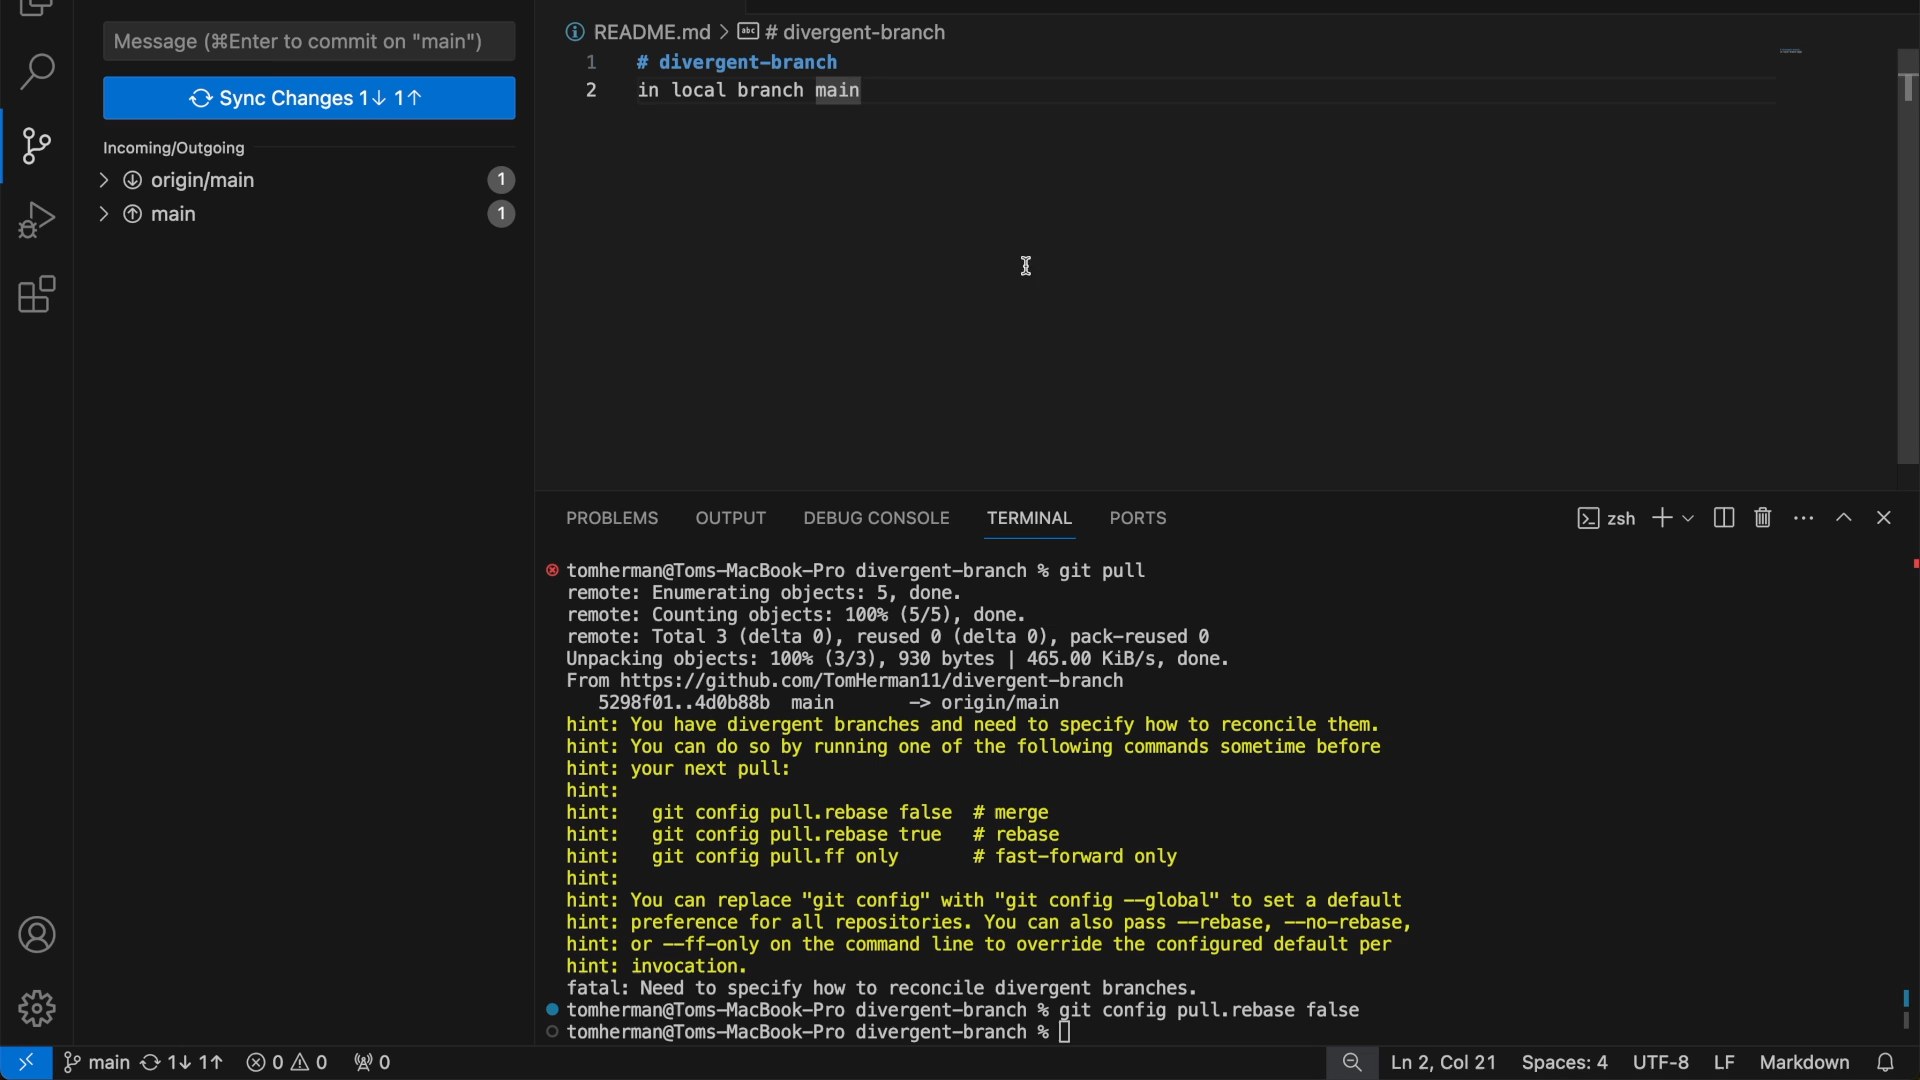 Message (⌘Enter to commit on "main")
Sync Changes 1↓ 1↑
Incoming/Outgoing
origin/main 1
main 1
README.md > # divergent-branch
1 # divergent-branch
2 in local branch main
PROBLEMS OUTPUT DEBUG CONSOLE TERMINAL PORTS zsh
tomherman@Toms-MacBook-Pro divergent-branch % git pull
remote: Enumerating objects: 5, done.
remote: Counting objects: 100% (5/5), done.
remote: Total 3 (delta 0), reused 0 (delta 0), pack-reused 0
Unpacking objects: 100% (3/3), 930 bytes | 465.00 KiB/s, done.
From https://github.com/TomHerman11/divergent-branch
5298f01..4d0b88b main -> origin/main
hint: You have divergent branches and need to specify how to reconcile them.
hint: You can do so by running one of the following commands sometime before
hint: your next pull:
hint:
hint: git config pull.rebase false # merge
hint: git config pull.rebase true # rebase
hint: git config pull.ff only # fast-forward only
hint:
hint: You can replace "git config" with "git config --global" to set a default
hint: preference for all repositories. You can also pass --rebase, --no-rebase,
hint: or --ff-only on the command line to override the configured default per
hint: invocation.
fatal: Need to specify how to reconcile divergent branches.
tomherman@Toms-MacBook-Pro divergent-branch % git config pull.rebase false
tomherman@Toms-MacBook-Pro divergent-branch %
main 1↓ 1↑ 0 0 0 Ln 2, Col 21 Spaces: 4 UTF-8 LF Markdown